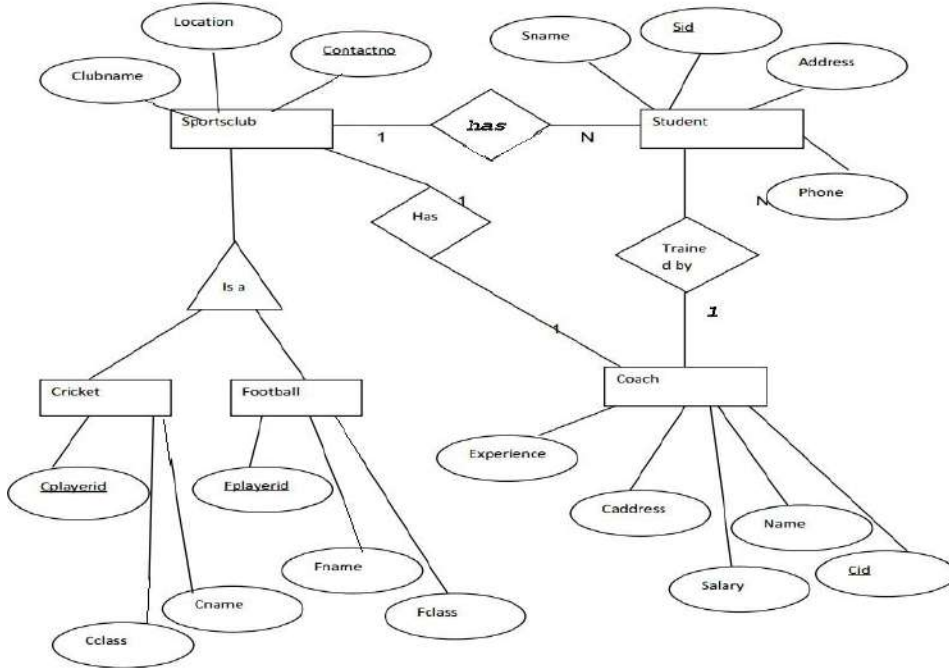 Location
Contactno
Clubname
Sname
Sid
Address
Sportsclub
1
has
N
Student
Phone
N
1
Has
Traine
d by
1
Is a
1
Cricket
Football
Coach
Experience
Cplayerid
Fplayerid
Caddress
Name
Fname
Cid
Salary
Cname
Fclass
Cclass